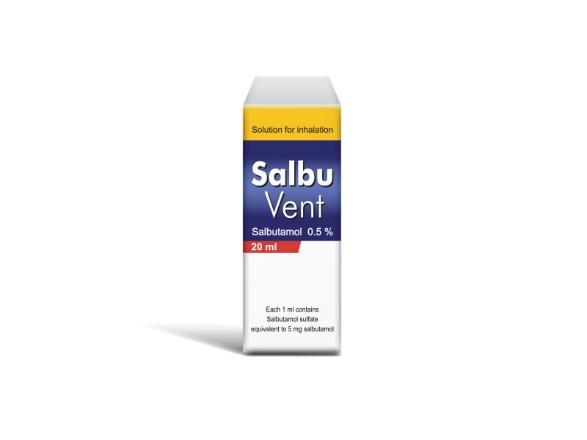 Solution for inhalation
Salbu
Vent
Salbutamol 0.5 %
20 ml
Each 1 ml contains
Salbutamol sulfate
equivalent to 5 mg salbutamol